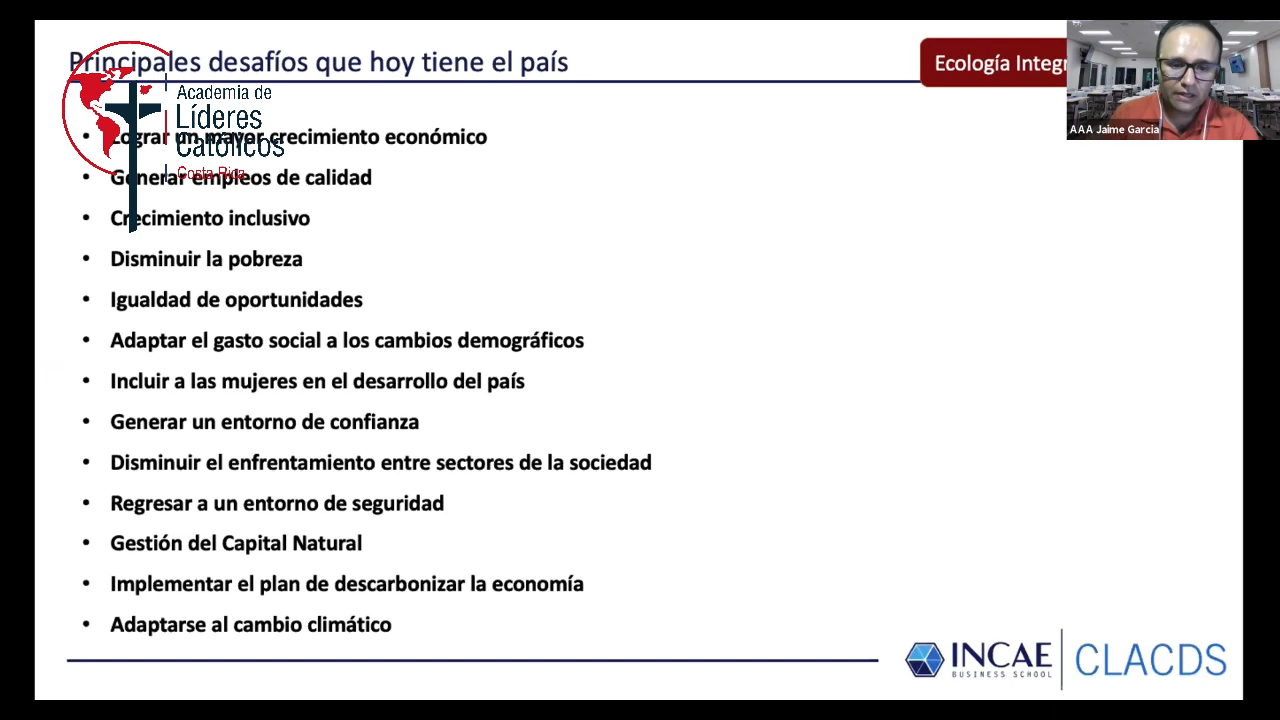 Principales desafíos que hoy tiene el país
Ecología Integr
AAA Jaime Garcia
Academia de
Líderes
Católicos
Costa Rica
• Lograr un mayor crecimiento económico
• Generar empleos de calidad
• Crecimiento inclusivo
• Disminuir la pobreza
• Igualdad de oportunidades
• Adaptar el gasto social a los cambios demográficos
• Incluir a las mujeres en el desarrollo del país
• Generar un entorno de confianza
• Disminuir el enfrentamiento entre sectores de la sociedad
• Regresar a un entorno de seguridad
• Gestión del Capital Natural
• Implementar el plan de descarbonizar la economía
• Adaptarse al cambio climático
INCAE
BUSINESS SCHOOL
CLACDS